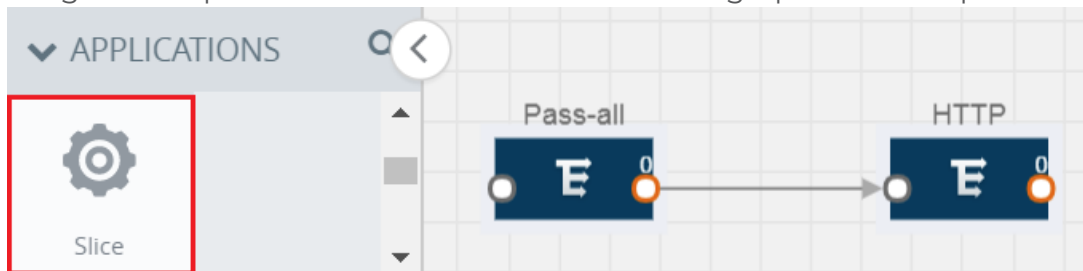 APPLICATIONS
Pass-all
HTTP
0
0
Slice